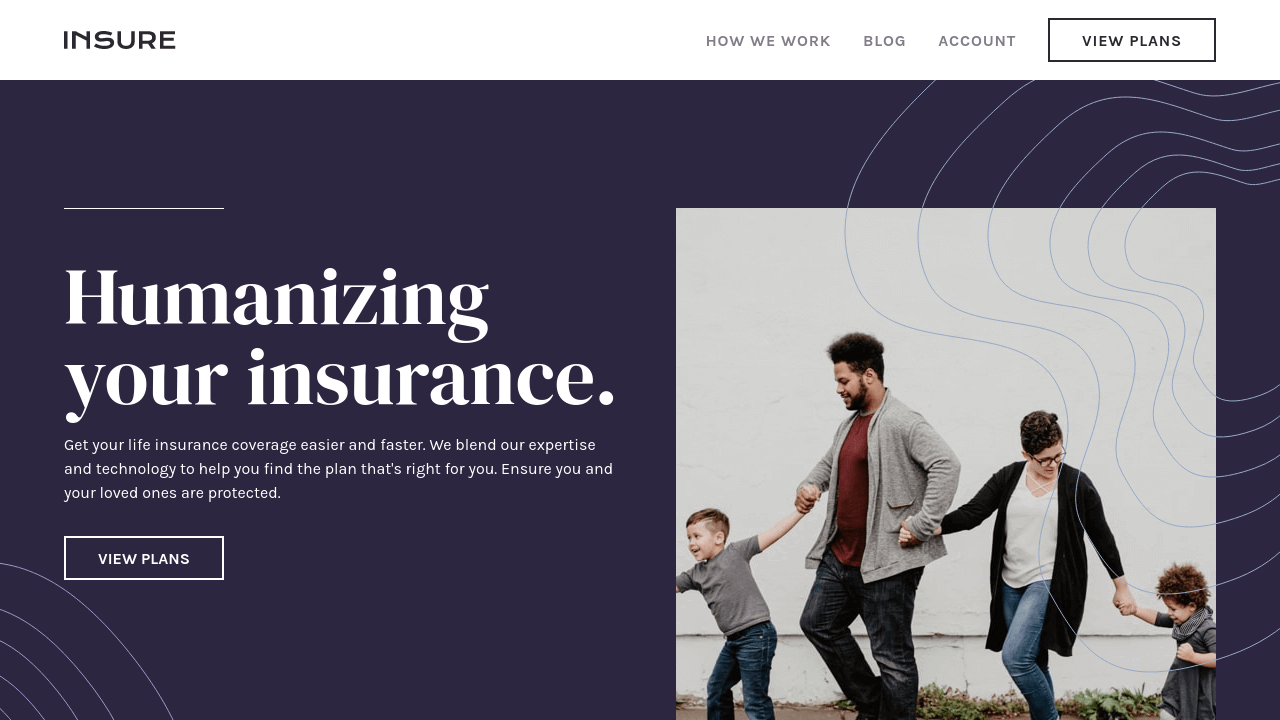 INSURE
HOW WE WORK
BLOG
ACCOUNT
VIEW PLANS
Humanizing
your insurance.
Get your life insurance coverage easier and faster. We blend our expertise
and technology to help you find the plan that's right for you. Ensure you and
your loved ones are protected.
VIEW PLANS